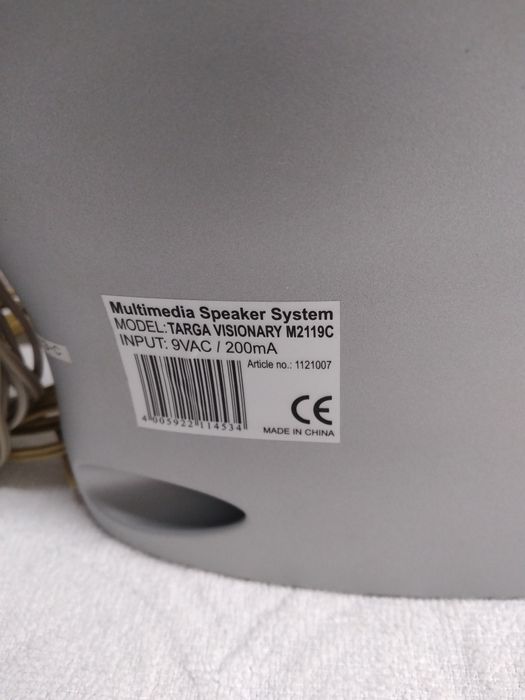 Multimedia Speaker System
MODEL: TARGA VISIONARY M2119C
INPUT: 9VAC / 200mA
Article no.: 1121007
4 005922 114534
CE
MADE IN CHINA